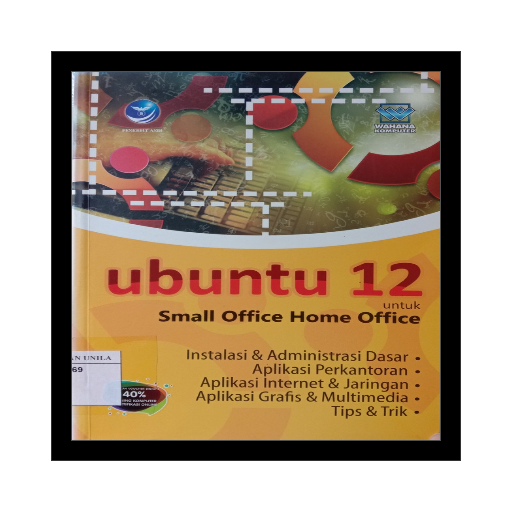 PENERBIT ANDI
WAHANA
KOMPUTER
ubuntu 12
untuk
Small Office Home Office
Instalasi & Administrasi Dasar •
Aplikasi Perkantoran •
Aplikasi Internet & Jaringan •
Aplikasi Grafis & Multimedia •
Tips & Trik •
AN UNILA
69
40%